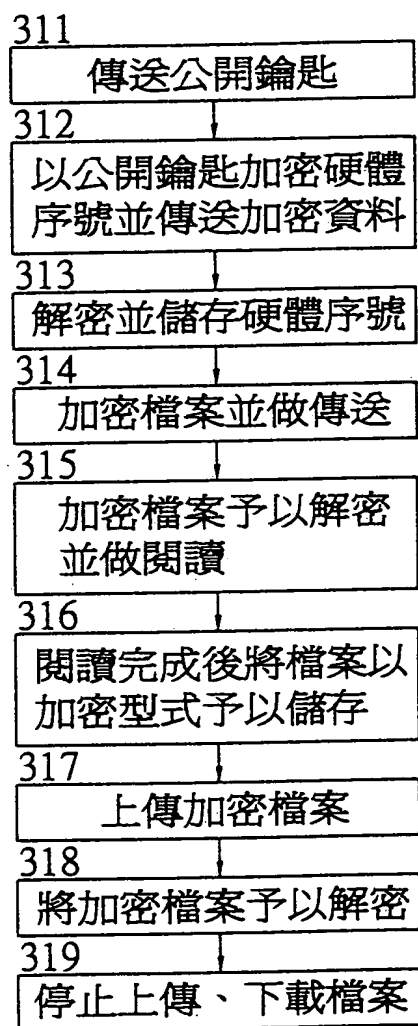 311
傳送公開鑰匙
312
以公開鑰匙加密硬體
序號並傳送加密資料
313
解密並儲存硬體序號
314
加密檔案並做傳送
315
加密檔案予以解密
並做閱讀
316
閱讀完成後將檔案以
加密型式予以儲存
317
上傳加密檔案
318
將加密檔案予以解密
319
停止上傳、下載檔案